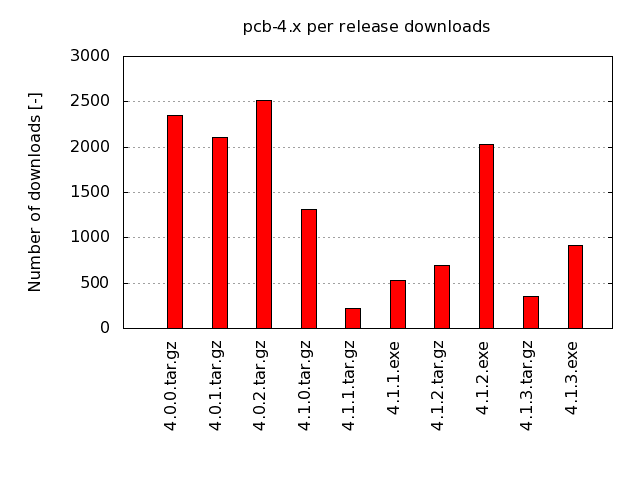 pcb-4.x per release downloads
Number of downloads [-]
3000
2500
2000
1500
1000
500
0
4.0.0.tar.gz
4.0.1.tar.gz
4.0.2.tar.gz
4.1.0.tar.gz
4.1.1.tar.gz
4.1.1.exe
4.1.2.tar.gz
4.1.2.exe
4.1.3.tar.gz
4.1.3.exe